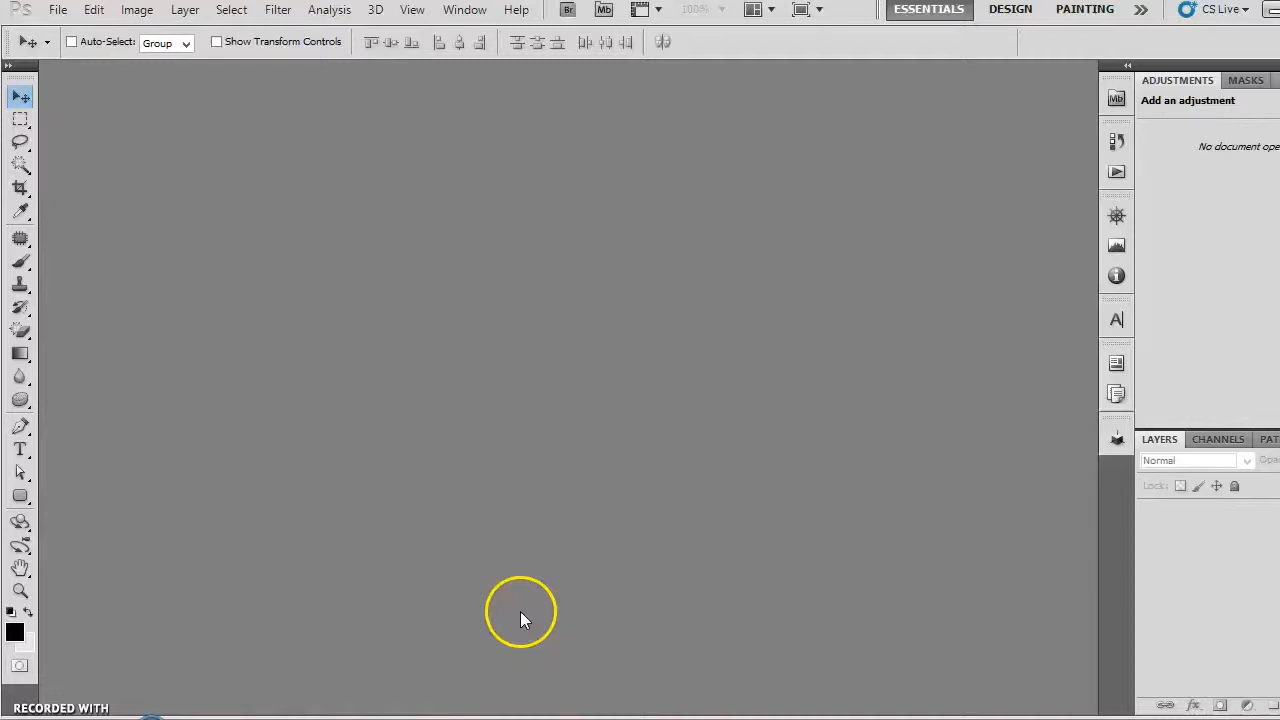 Ps File Edit Image Layer Select Filter Analysis 3D View Window Help Br Mb 100% ESSENTIALS DESIGN PAINTING CS Live
Auto-Select: Group Show Transform Controls
Mb
ADJUSTMENTS MASKS
Add an adjustment
No document ope
A
LAYERS CHANNELS PAT
Normal Opa
Lock:
T
fx
RECORDED WITH